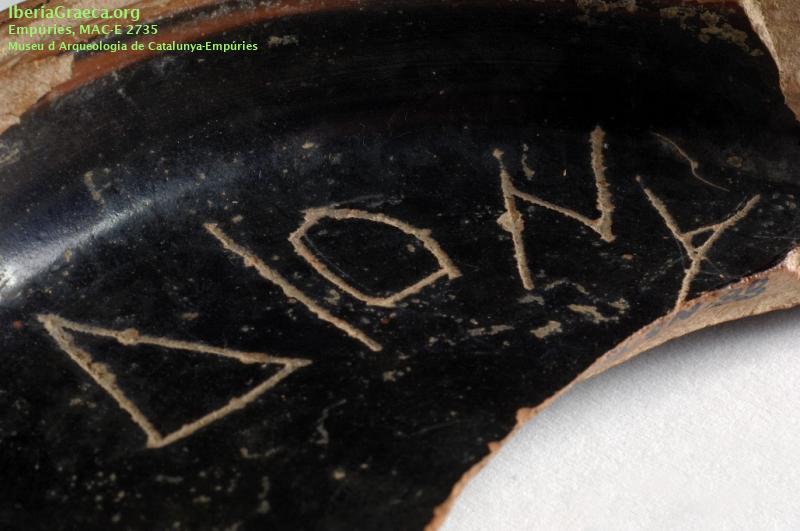 IberiaGraeca.org
Empúries, MAC-E 2735
Museu d Arqueologia de Catalunya-Empúries
ΔΙΟΝΥ